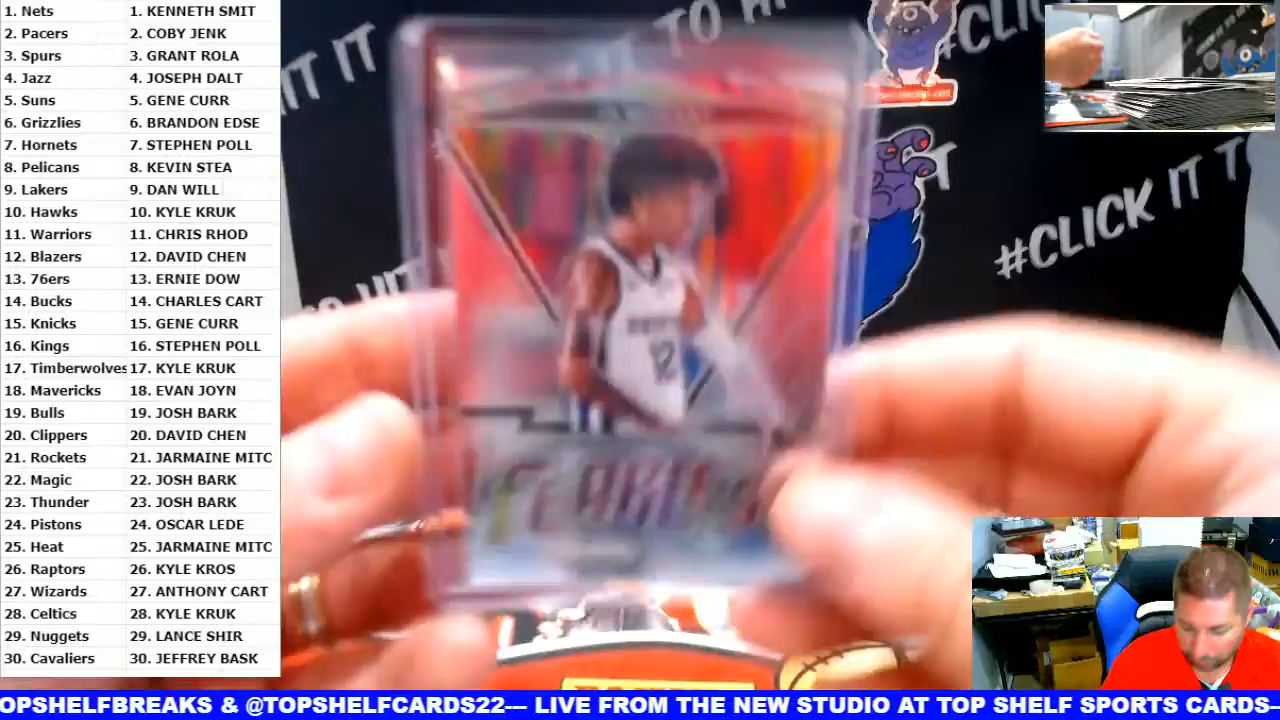 1. Nets 1. KENNETH SMIT
2. Pacers 2. COBY JENK
3. Spurs 3. GRANT ROLA
4. Jazz 4. JOSEPH DALT
5. Suns 5. GENE CURR
6. Grizzlies 6. BRANDON EDSE
7. Hornets 7. STEPHEN POLL
8. Pelicans 8. KEVIN STEA
9. Lakers 9. DAN WILL
10. Hawks 10. KYLE KRUK
11. Warriors 11. CHRIS RHOD
12. Blazers 12. DAVID CHEN
13. 76ers 13. ERNIE DOW
14. Bucks 14. CHARLES CART
15. Knicks 15. GENE CURR
16. Kings 16. STEPHEN POLL
17. Timberwolves 17. KYLE KRUK
18. Mavericks 18. EVAN JOYN
19. Bulls 19. JOSH BARK
20. Clippers 20. DAVID CHEN
21. Rockets 21. JARMAINE MITC
22. Magic 22. JOSH BARK
23. Thunder 23. JOSH BARK
24. Pistons 24. OSCAR LEDE
25. Heat 25. JARMAINE MITC
26. Raptors 26. KYLE KROS
27. Wizards 27. ANTHONY CART
28. Celtics 28. KYLE KRUK
29. Nuggets 29. LANCE SHIR
30. Cavaliers 30. JEFFREY BASK
IT IT
TO HI
#CLICK
IT
#CLICK IT T
12
OPSHELFBREAKS & @TOPSHELFCARDS22--- LIVE FROM THE NEW STUDIO AT TOP SHELF SPORTS CARDS-